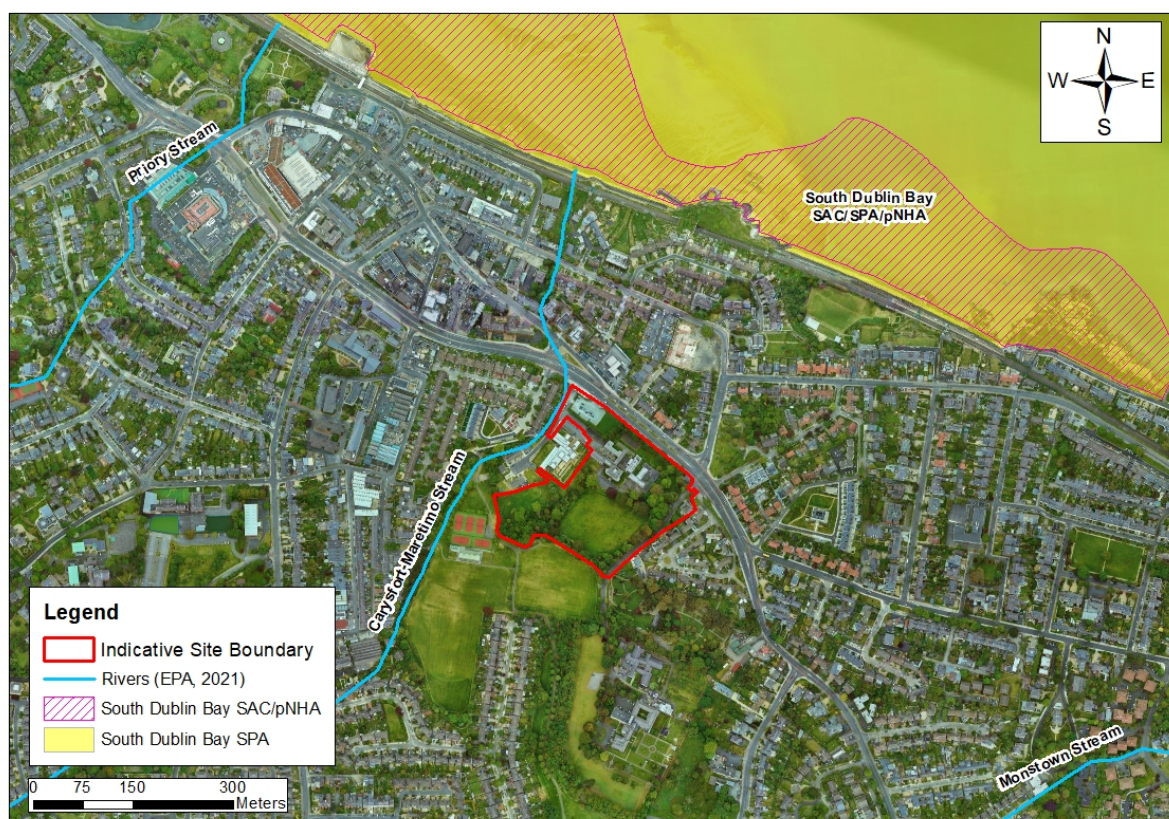 N
W E
S
Priory Stream
South Dublin Bay
SAC/SPA/pNHA
Carysfort-Maretimo Stream
Monstown Stream
Legend
Indicative Site Boundary
Rivers (EPA, 2021)
South Dublin Bay SAC/pNHA
South Dublin Bay SPA
0 75 150 300
Meters